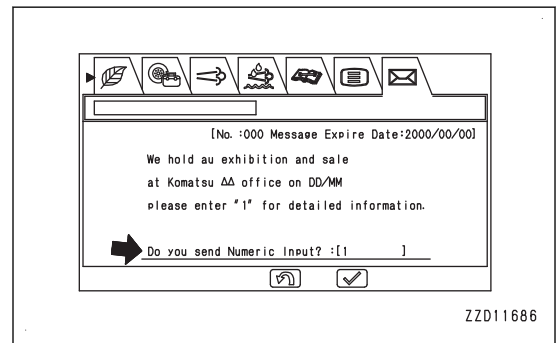 [No. :000 Message Expire Date:2000/00/00]
We hold au exhibition and sale
at Komatsu ΔΔ office on DD/MM
please enter "1" for detailed information.
Do you send Numeric Input? :[1 ]
ZZD11686